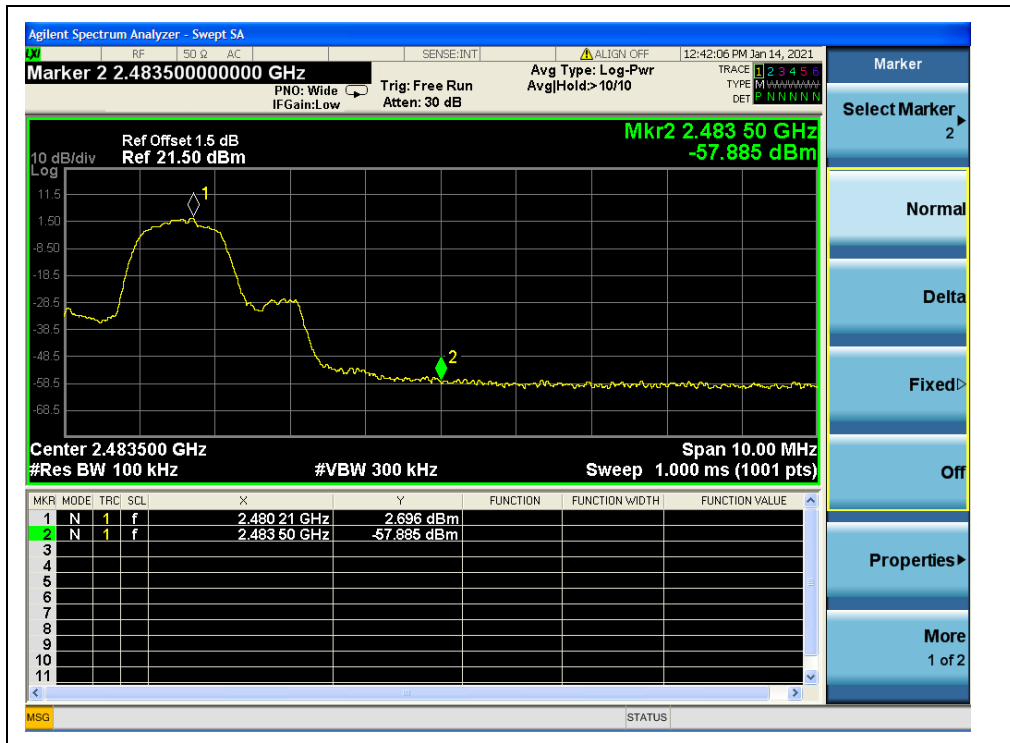 Agilent Spectrum Analyzer - Swept SA
LXI RF 50 Ω AC SENSE:INT ALIGN OFF 12:42:06 PM Jan 14, 2021
Marker 2 2.483500000000 GHz
PNO: Wide
IFGain:Low
Trig: Free Run
Atten: 30 dB
Avg Type: Log-Pwr
Avg|Hold:>10/10
TRACE 1 2 3 4 5 6
TYPE M WWWWW
DET P N N N N N
Mkr2 2.483 50 GHz
-57.885 dBm
Ref Offset 1.5 dB
10 dB/div Ref 21.50 dBm
Log
11.5
1.50
-8.50
-18.5
-28.5
-38.5
-48.5
-58.5
-68.5
1
2
Center 2.483500 GHz Span 10.00 MHz
#Res BW 100 kHz #VBW 300 kHz Sweep 1.000 ms (1001 pts)
MKR MODE TRC SCL X Y FUNCTION FUNCTION WIDTH FUNCTION VALUE
1 N 1 f 2.480 21 GHz 2.696 dBm
2 N 1 f 2.483 50 GHz -57.885 dBm
3
4
5
6
7
8
9
10
11
MSG STATUS
Marker
Select Marker
2
Normal
Delta
Fixed
Off
Properties
More
1 of 2